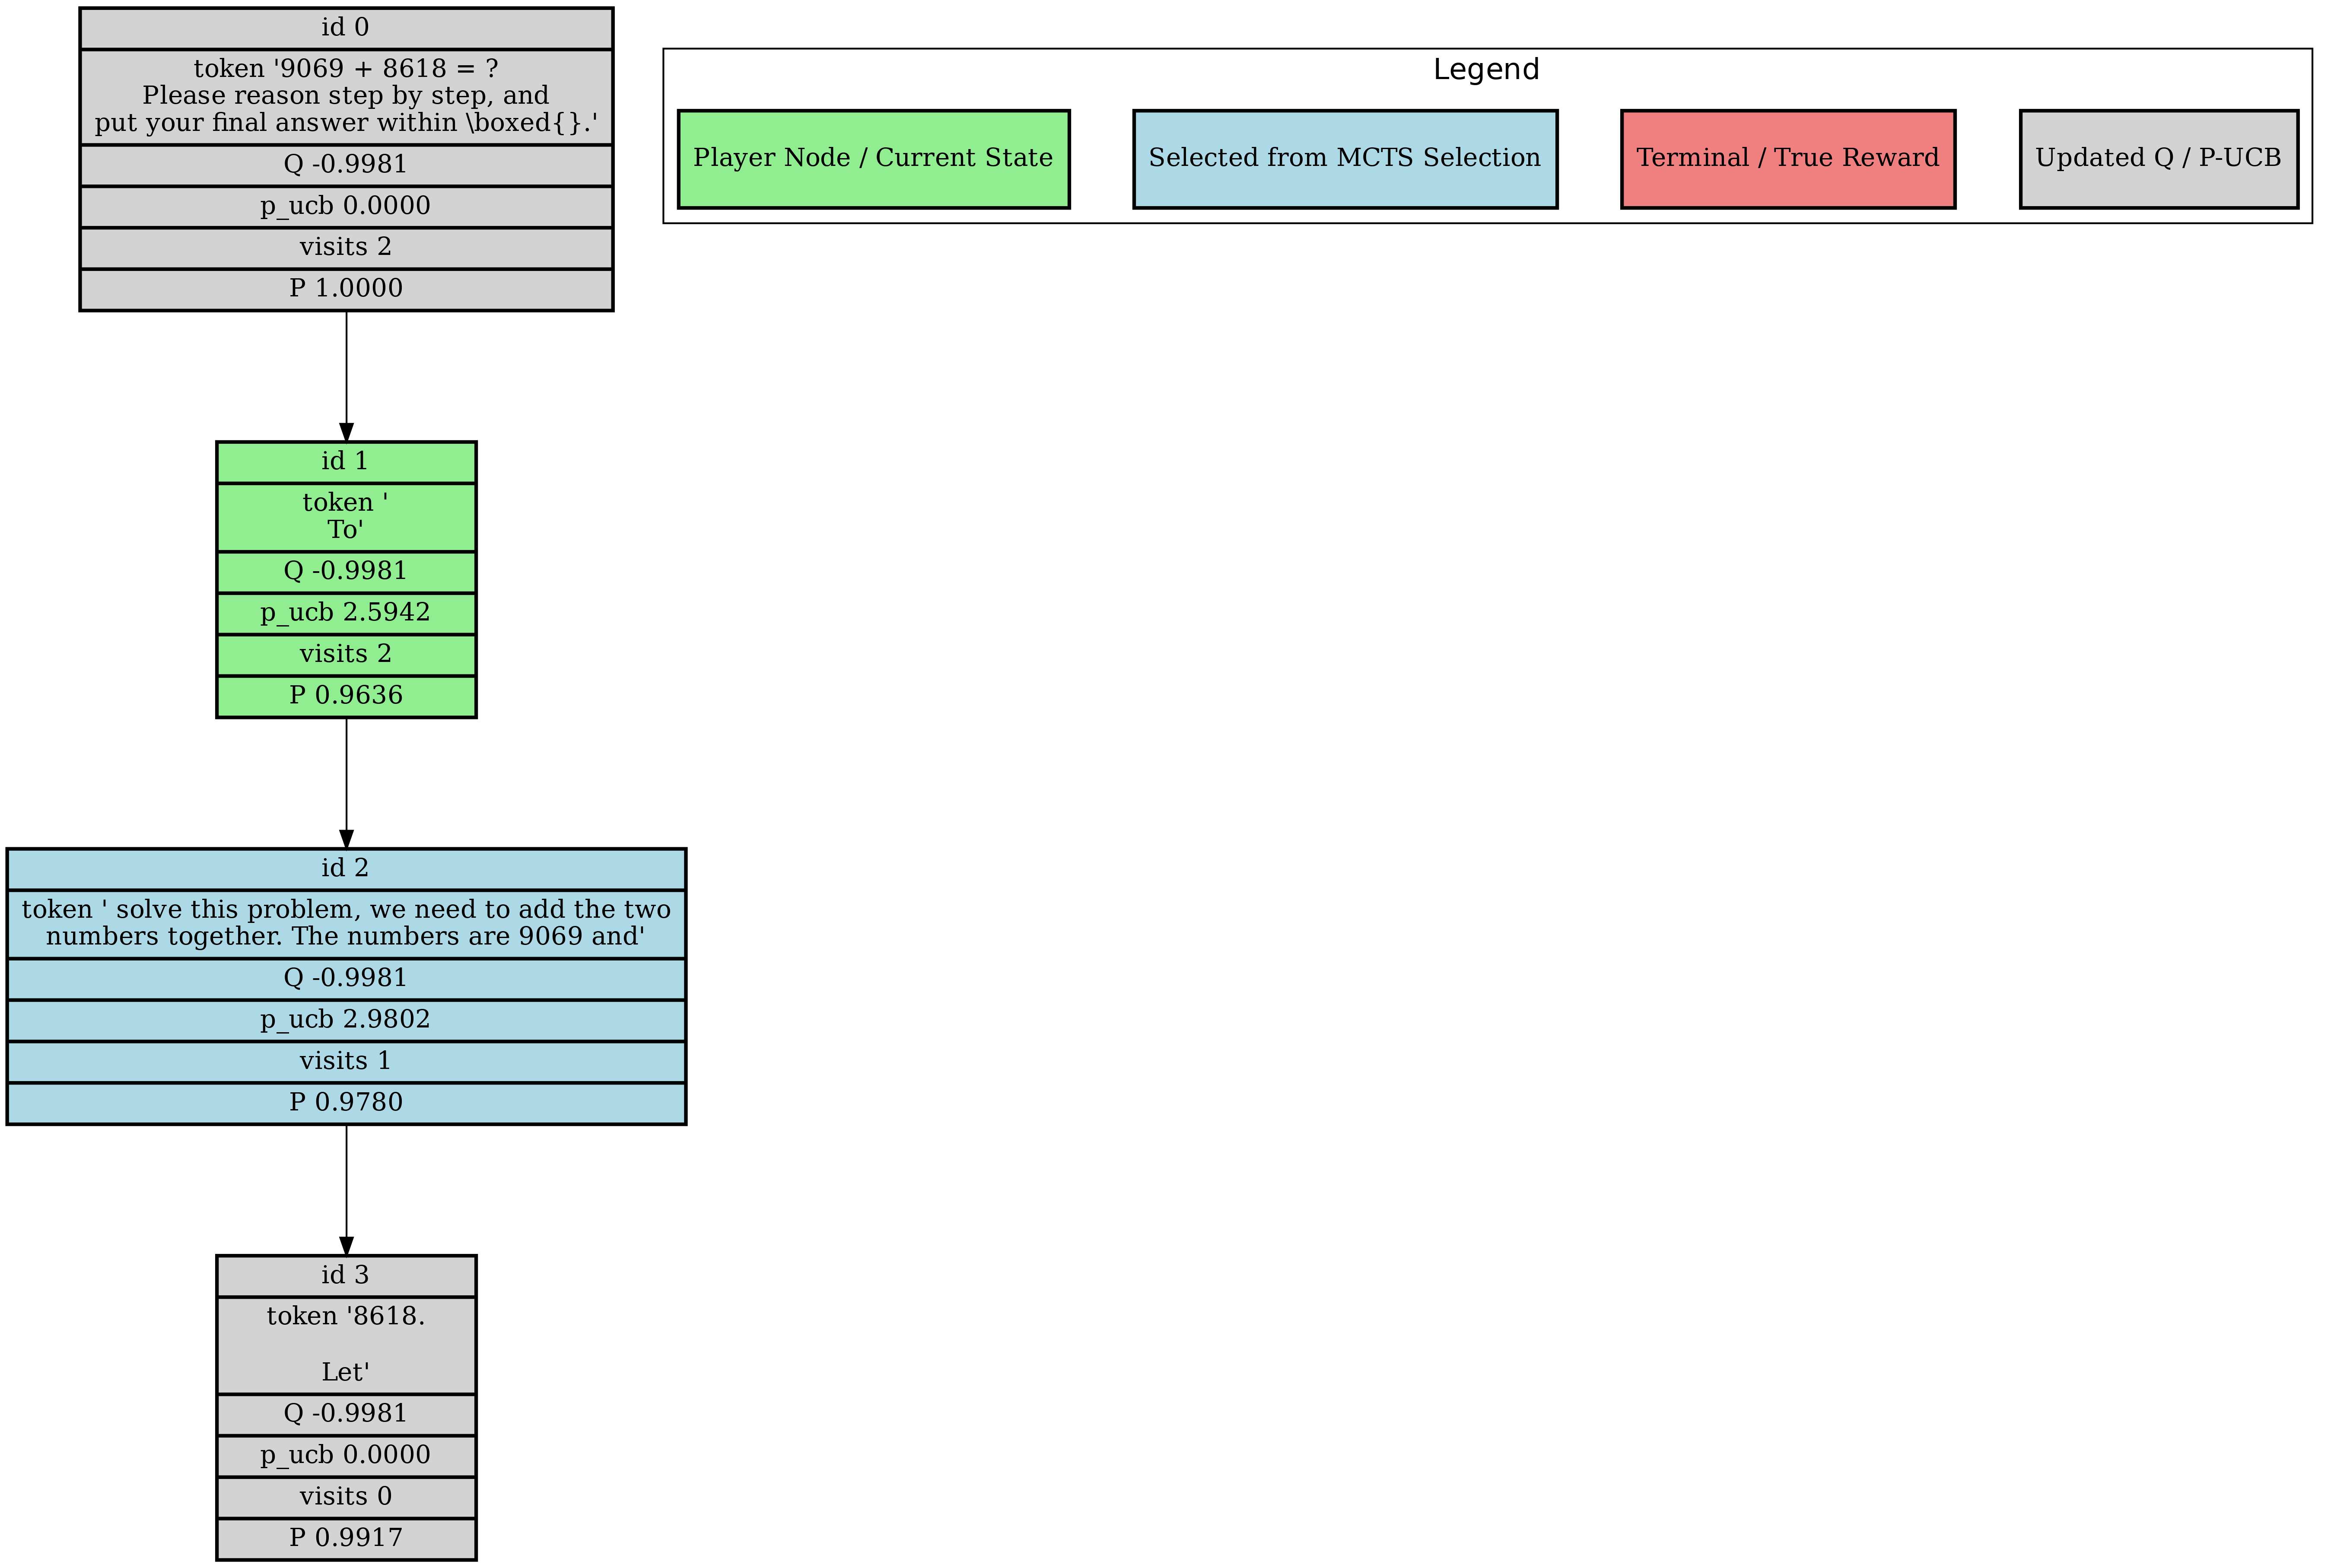 id 0
token '9069 + 8618 = ?
Please reason step by step, and
put your final answer within \boxed{}.'
Q -0.9981
p_ucb 0.0000
visits 2
P 1.0000
Legend
Player Node / Current State
Selected from MCTS Selection
Terminal / True Reward
Updated Q / P-UCB
id 1
token '
To'
Q -0.9981
p_ucb 2.5942
visits 2
P 0.9636
id 2
token ' solve this problem, we need to add the two
numbers together. The numbers are 9069 and'
Q -0.9981
p_ucb 2.9802
visits 1
P 0.9780
id 3
token '8618.
Let'
Q -0.9981
p_ucb 0.0000
visits 0
P 0.9917